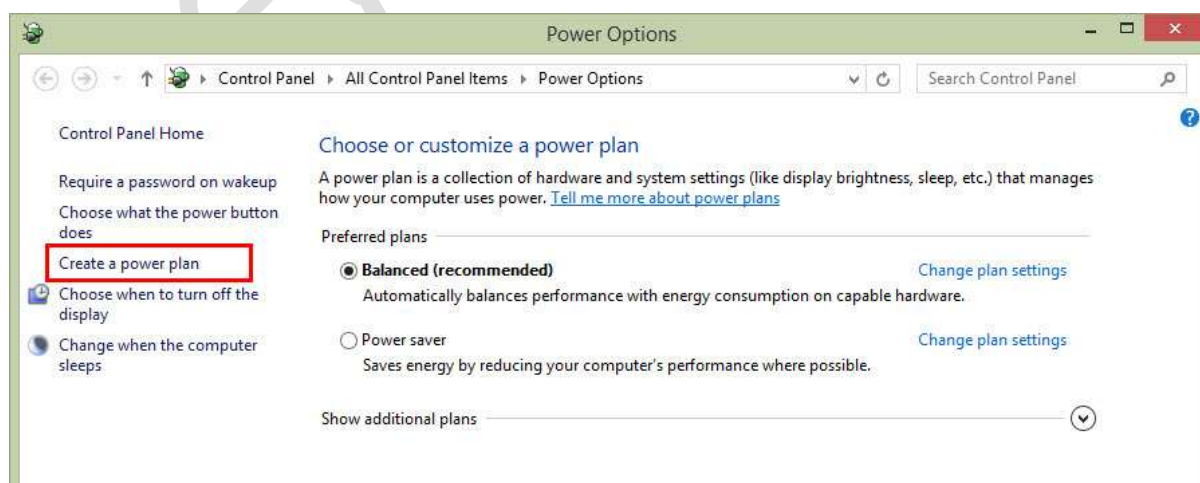 Power Options
Control Panel All Control Panel Items Power Options
Search Control Panel
Control Panel Home
Require a password on wakeup
Choose what the power button
does
Create a power plan
Choose when to turn off the
display
Change when the computer
sleeps
Choose or customize a power plan
A power plan is a collection of hardware and system settings (like display brightness, sleep, etc.) that manages
how your computer uses power. Tell me more about power plans
Preferred plans
Balanced (recommended) Change plan settings
Automatically balances performance with energy consumption on capable hardware.
Power saver Change plan settings
Saves energy by reducing your computer's performance where possible.
Show additional plans